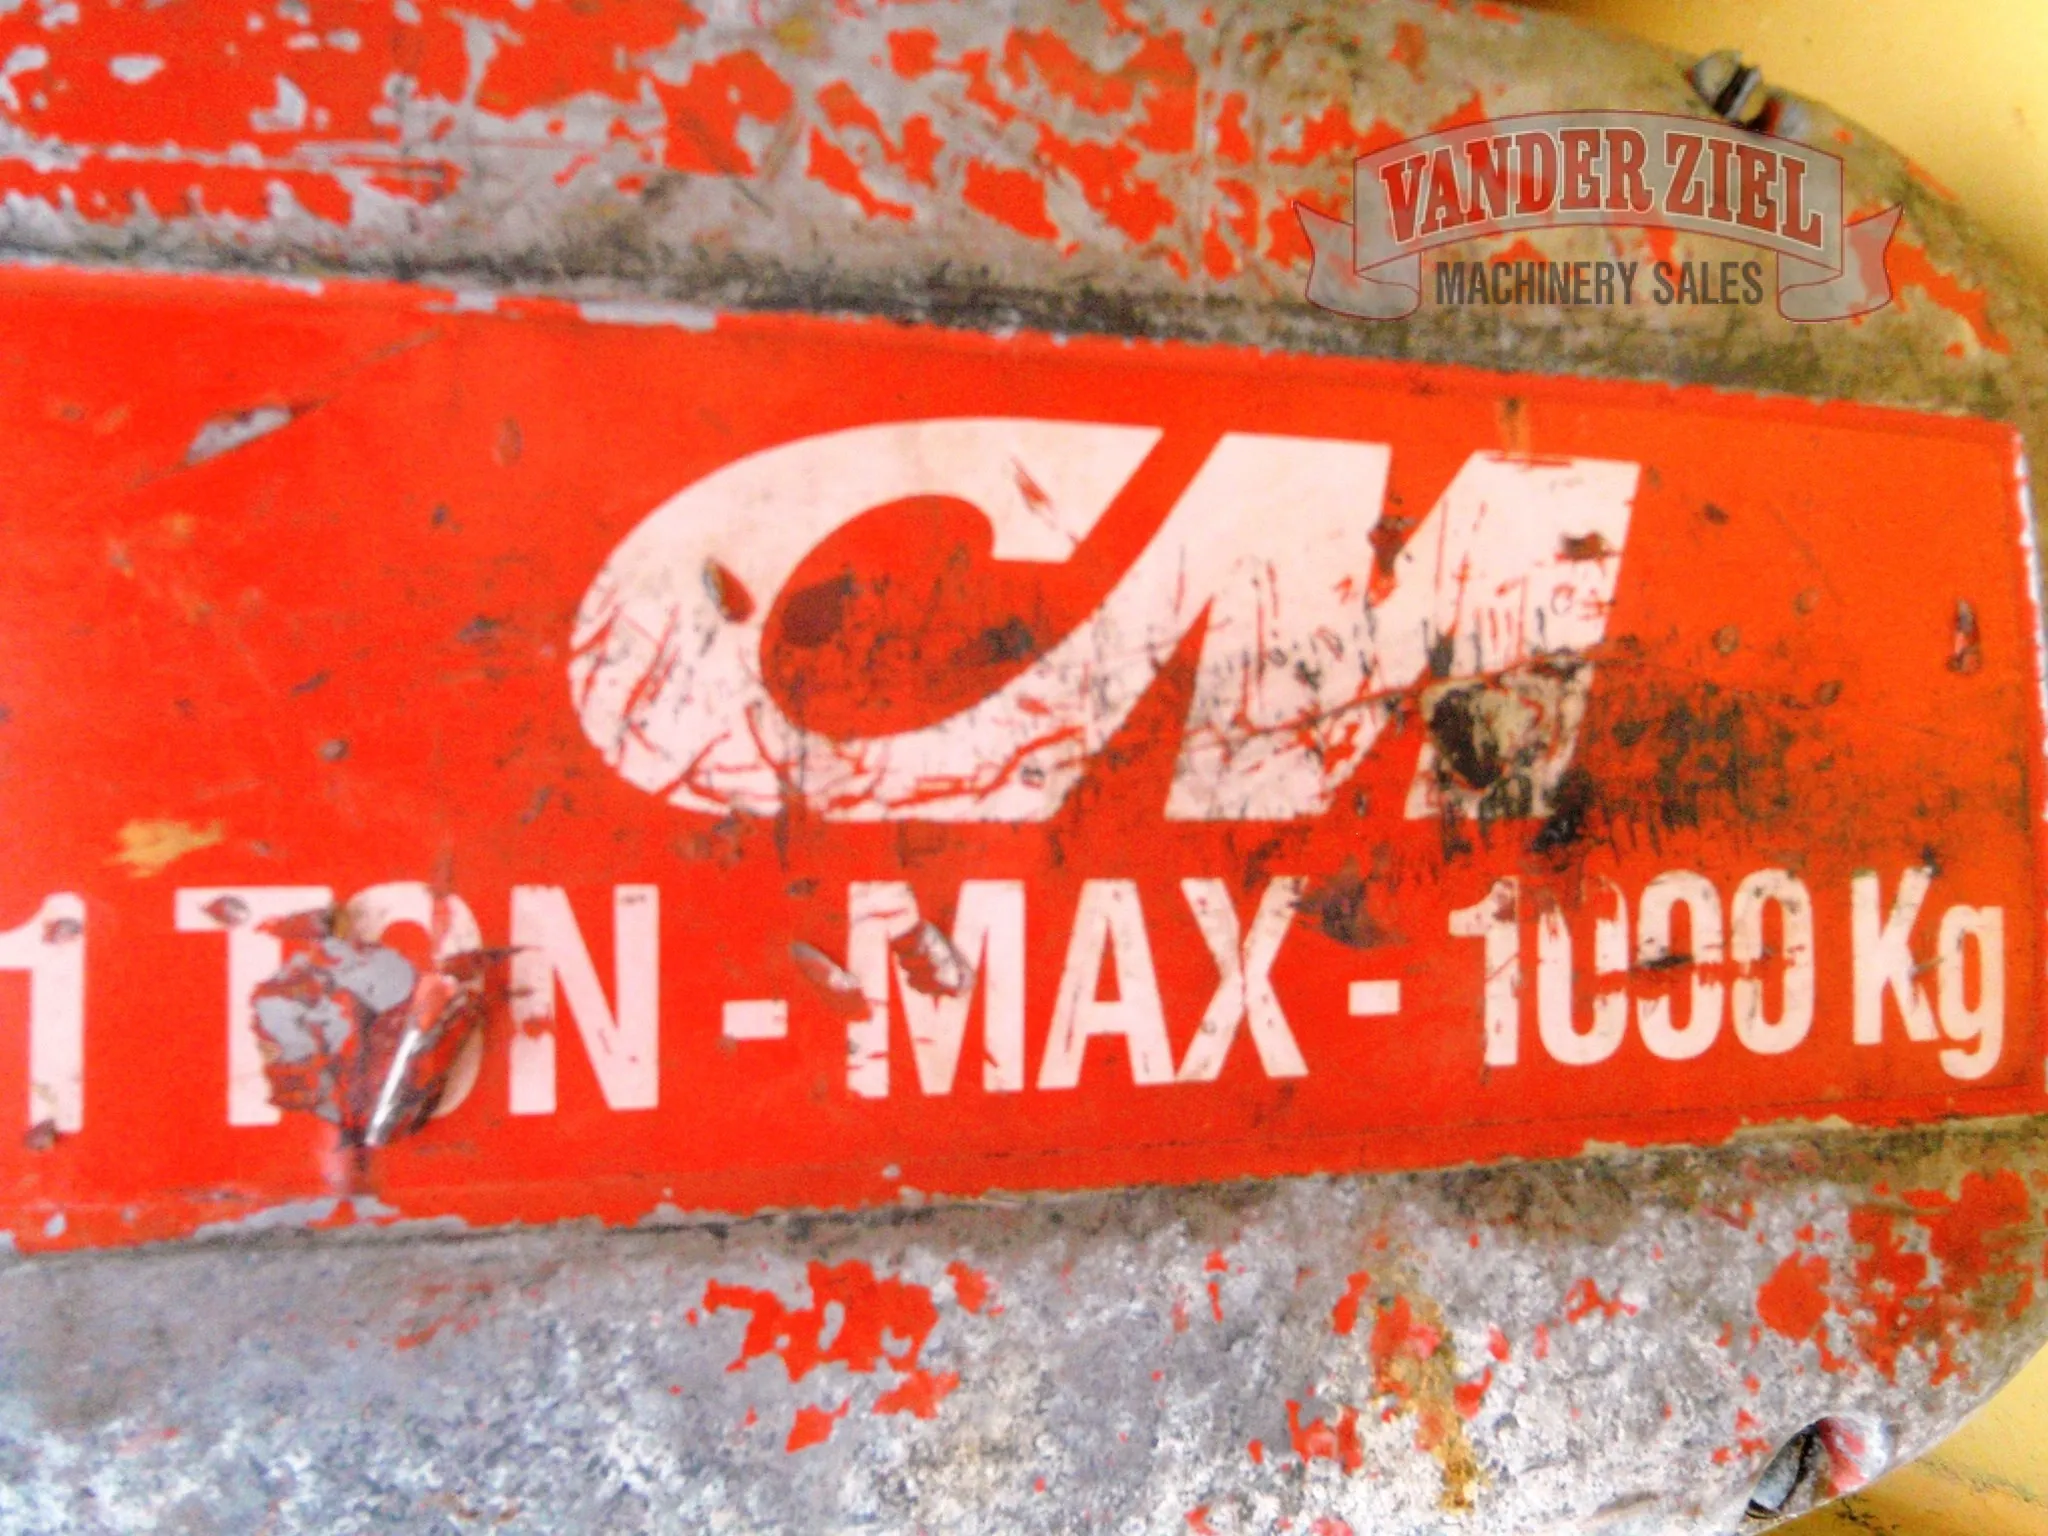 VANDER ZIEL
MACHINERY SALES
CM
1 TON - MAX - 1000 Kg